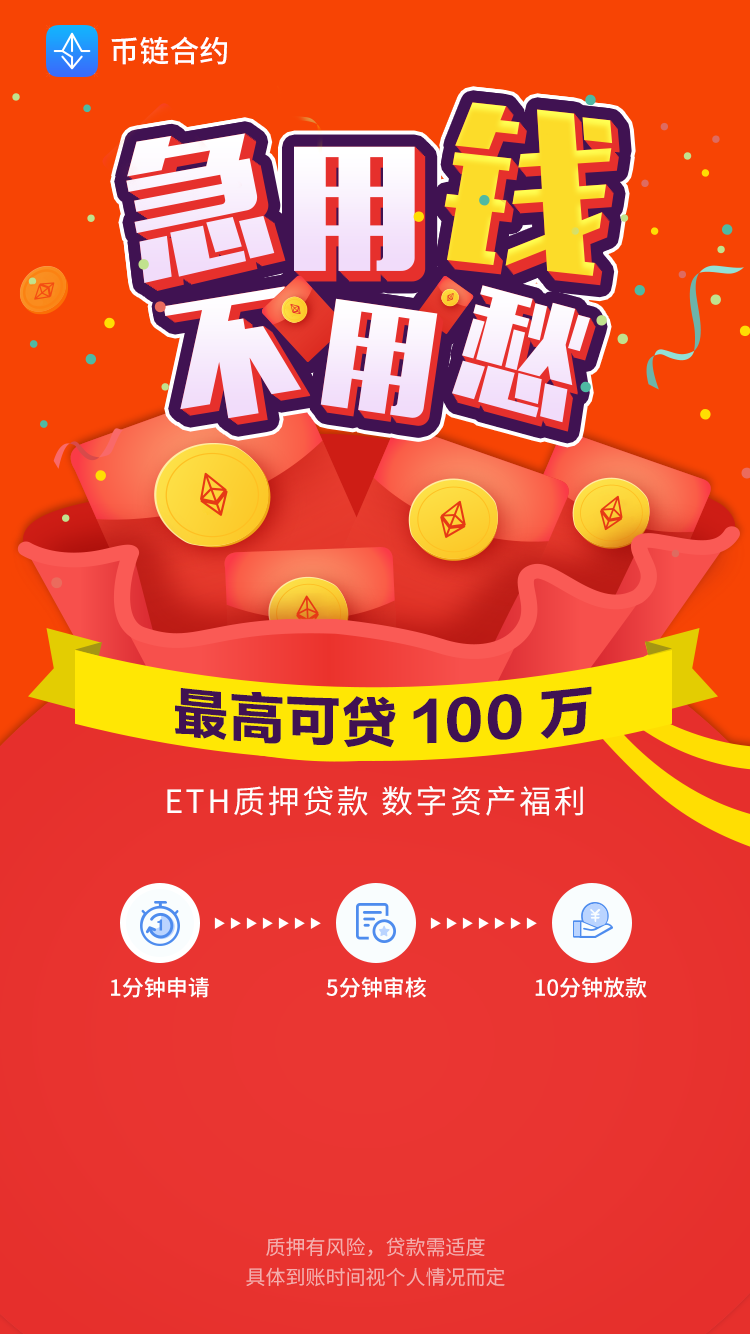 币链合约
急用钱
不用愁
最高可贷 100 万
ETH质押贷款 数字资产福利
1分钟申请 5分钟审核 10分钟放款
质押有风险，贷款需适度
具体到账时间视个人情况而定